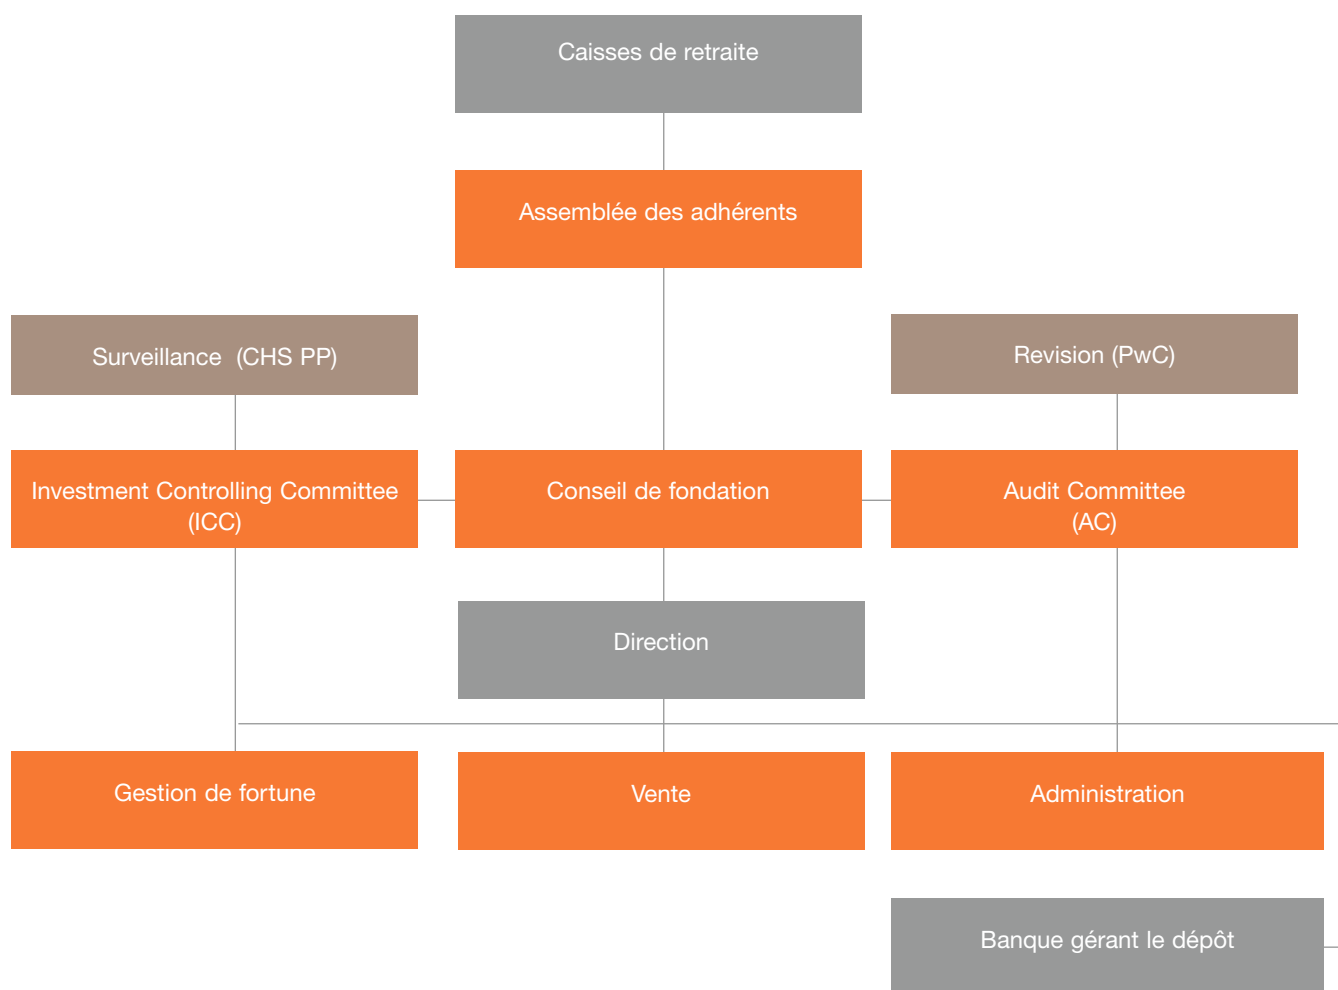 Caisses de retraite
Assemblée des adhérents
Surveillance (CHS PP)
Revision (PwC)
Investment Controlling Committee
(ICC)
Conseil de fondation
Audit Committee
(AC)
Direction
Gestion de fortune
Vente
Administration
Banque gérant le dépôt